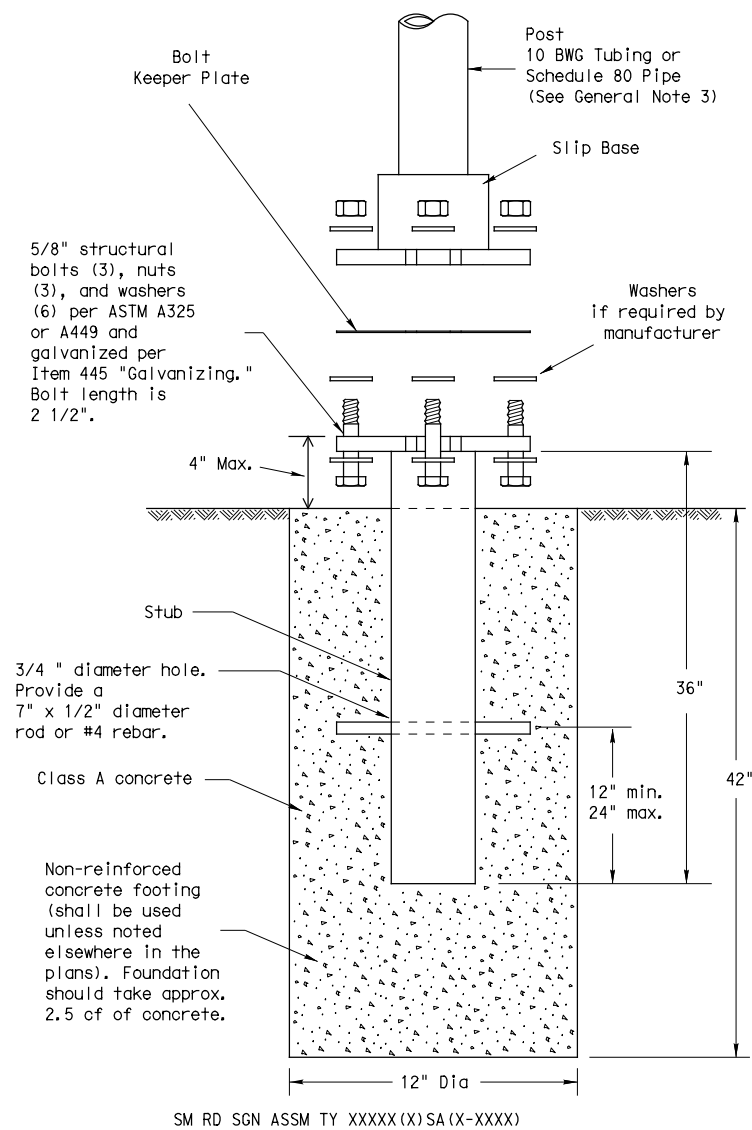 Post
10 BWG Tubing or
Schedule 80 Pipe
(See General Note 3)
Bolt
Keeper Plate
Slip Base
5/8" structural
bolts (3), nuts
(3), and washers
(6) per ASTM A325
or A449 and
galvanized per
Item 445 "Galvanizing."
Bolt length is
2 1/2".
Washers
if required by
manufacturer
4" Max.
Stub
3/4 " diameter hole.
Provide a
7" x 1/2" diameter
rod or #4 rebar.
36"
Class A concrete
12" min.
24" max.
42"
Non-reinforced
concrete footing
(shall be used
unless noted
elsewhere in the
plans). Foundation
should take approx.
2.5 cf of concrete.
12" Dia
SM RD SGN ASSM TY XXXXX(X)SA(X-XXXX)